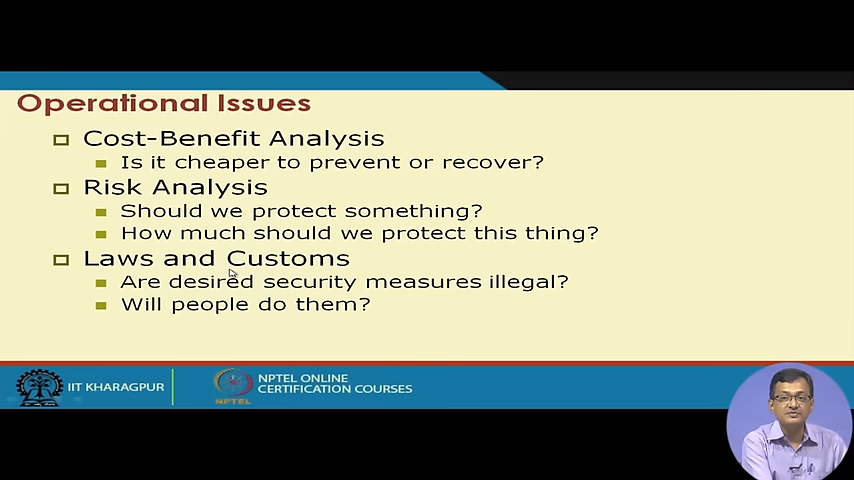 Operational Issues
Cost-Benefit Analysis
Is it cheaper to prevent or recover?
Risk Analysis
Should we protect something?
How much should we protect this thing?
Laws and Customs
Are desired security measures illegal?
Will people do them?
IIT KHARAGPUR
NPTEL
NPTEL ONLINE
CERTIFICATION COURSES